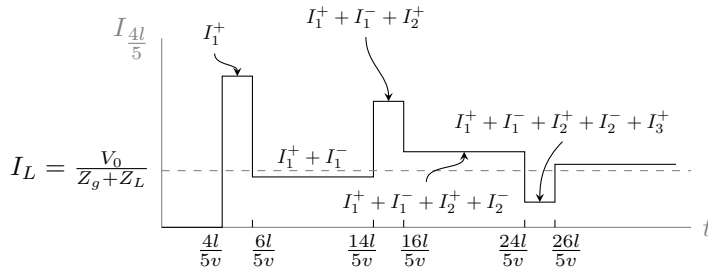 I_{4l/5}
I_1^+
I_1^+ + I_1^- + I_2^+
I_1^+ + I_1^- + I_2^+ + I_2^- + I_3^+
I_1^+ + I_1^-
I_L = \frac{V_0}{Z_g+Z_L}
I_1^+ + I_1^- + I_2^+ + I_2^-
\frac{4l}{5v} \frac{6l}{5v} \frac{14l}{5v} \frac{16l}{5v} \frac{24l}{5v} \frac{26l}{5v} t